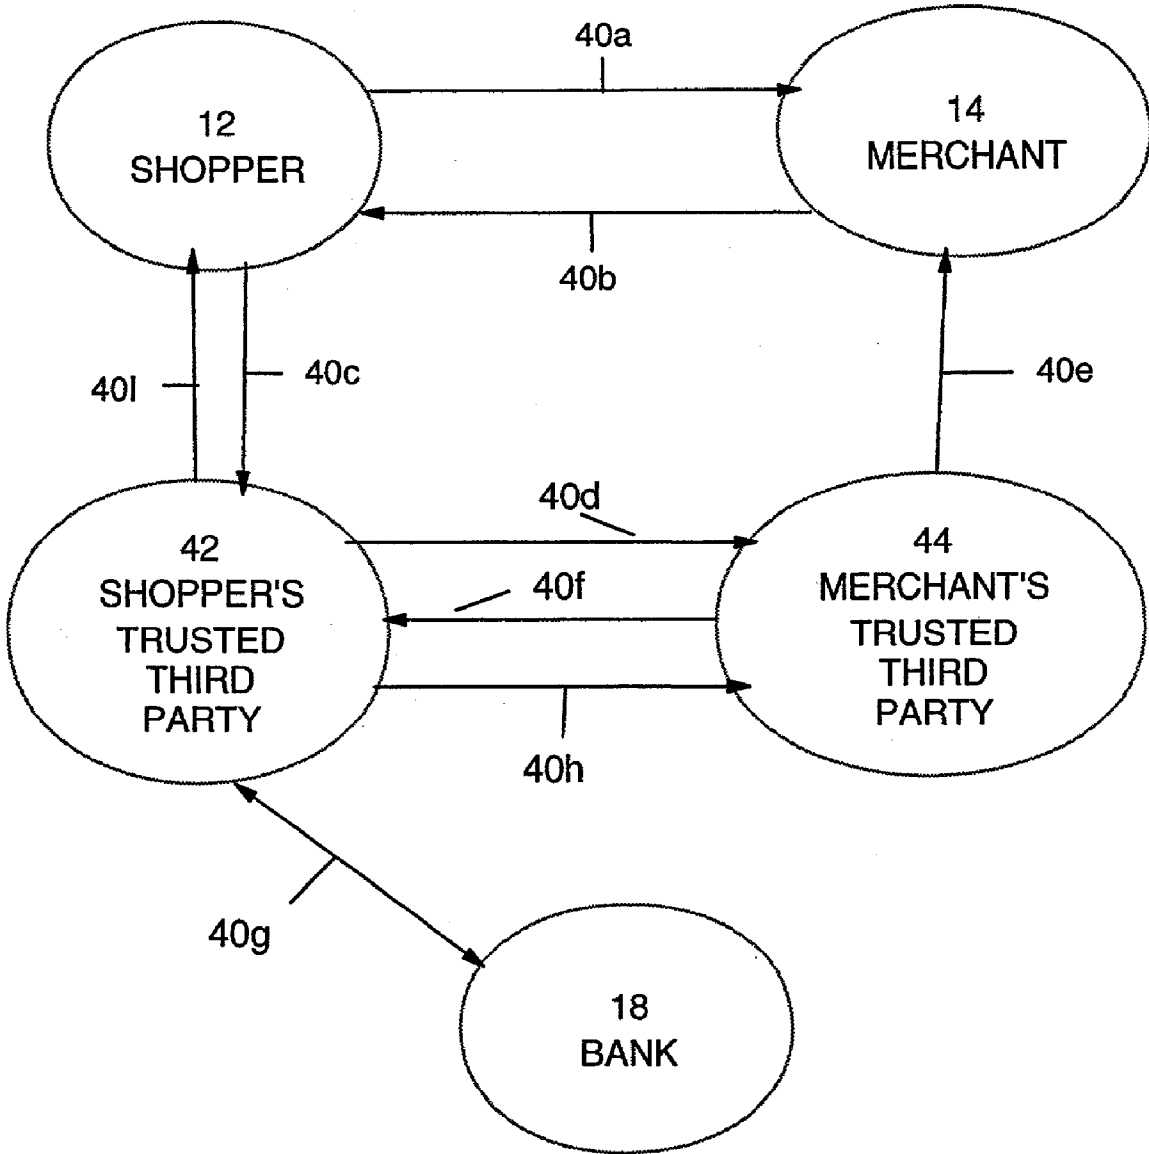 40a
12
SHOPPER
14
MERCHANT
40b
40l
40c
40e
40d
42
SHOPPER'S
TRUSTED
THIRD
PARTY
40f
44
MERCHANT'S
TRUSTED
THIRD
PARTY
40h
40g
18
BANK